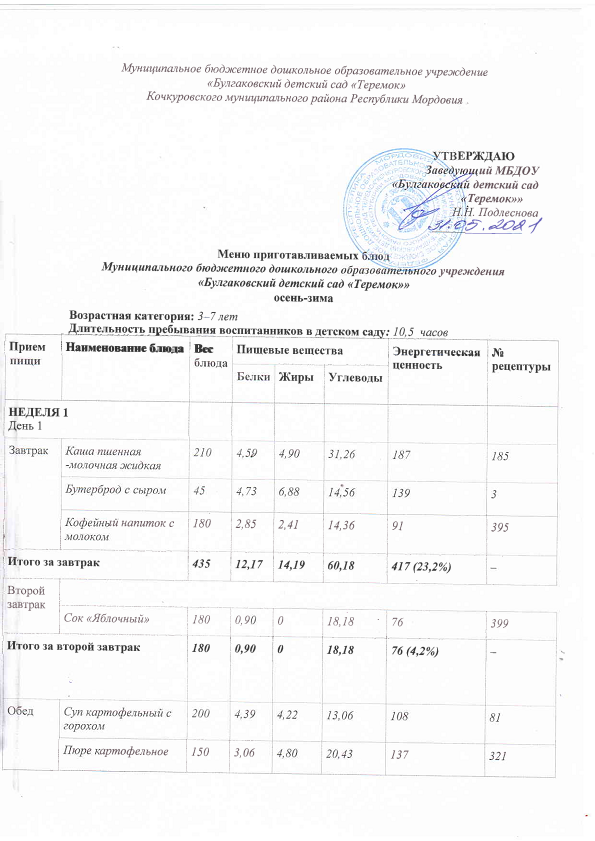 Муниципальное бюджетное дошкольное образовательное учреждение
«Булгаковский детский сад «Теремок»
Кочкуровского муниципального района Республики Мордовия .
УТВЕРЖДАЮ
Заведующий МБДОУ
«Булгаковский детский сад
«Теремок»»
Н.Н. Подлеснова
31.05.2021
Меню приготавливаемых блюд
Муниципального бюджетного дошкольного образовательного учреждения
«Булгаковский детский сад «Теремок»»
осень-зима
Возрастная категория: 3–7 лет
Длительность пребывания воспитанников в детском саду: 10,5 часов
Прием пищи Наименование блюда Вес блюда Пищевые вещества Энергетическая ценность № рецептуры
Белки Жиры Углеводы
НЕДЕЛЯ 1
День 1
Завтрак Каша пшенная -молочная жидкая 210 4,59 4,90 31,26 187 185
Бутерброд с сыром 45 4,73 6,88 14,56 139 3
Кофейный напиток с молоком 180 2,85 2,41 14,36 91 395
Итого за завтрак 435 12,17 14,19 60,18 417 (23,2%) –
Второй завтрак
Сок «Яблочный» 180 0,90 0 18,18 76 399
Итого за второй завтрак 180 0,90 0 18,18 76 (4,2%) –
Обед Суп картофельный с горохом 200 4,39 4,22 13,06 108 81
Пюре картофельное 150 3,06 4,80 20,43 137 321